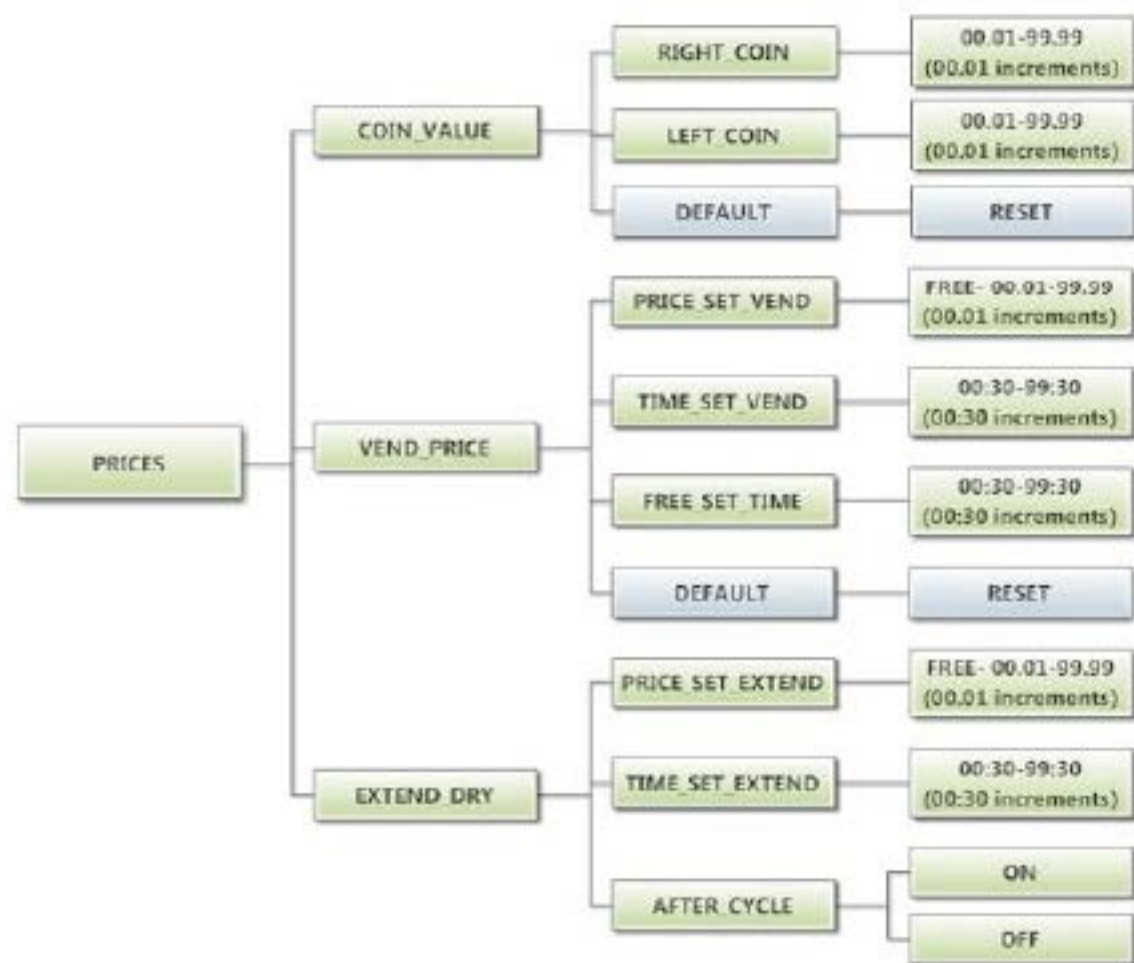 PRICES
COIN_VALUE
RIGHT_COIN
00.01-99.99
(00.01 increments)
LEFT_COIN
00.01-99.99
(00.01 increments)
DEFAULT
RESET
VEND_PRICE
PRICE_SET_VEND
FREE- 00.01-99.99
(00.01 increments)
TIME_SET_VEND
00:30-99:30
(00:30 increments)
FREE_SET_TIME
00:30-99:30
(00:30 increments)
DEFAULT
RESET
EXTEND_DRY
PRICE_SET_EXTEND
FREE- 00.01-99.99
(00.01 increments)
TIME_SET_EXTEND
00:30-99:30
(00:30 increments)
AFTER_CYCLE
ON
OFF